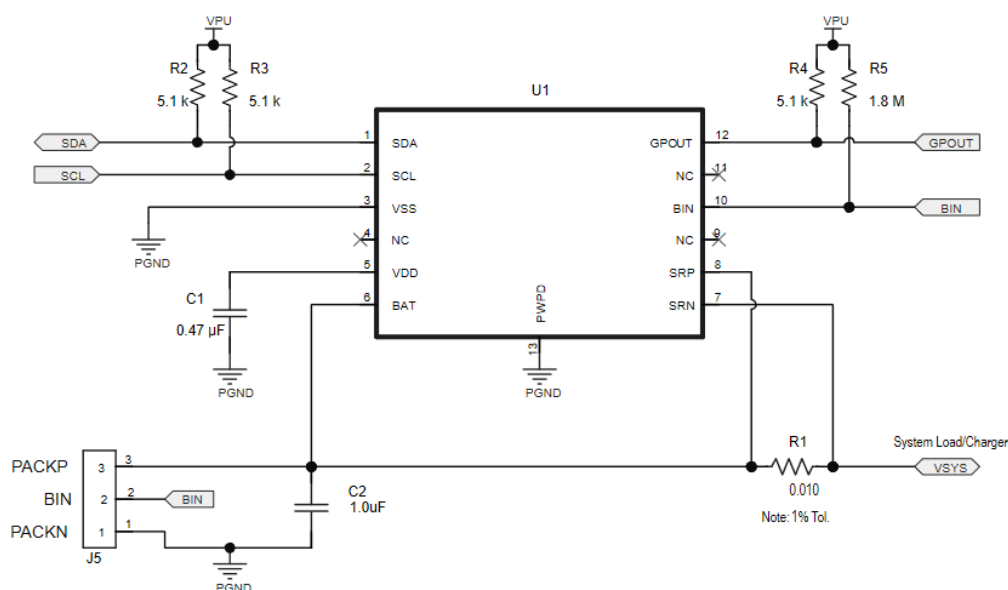 VPU
VPU
R2
R3
R4
R5
5.1 k
5.1 k
5.1 k
1.8 M
U1
SDA
1
SDA
GPOUT
12
GPOUT
SCL
2
SCL
NC
11
3
VSS
BIN
10
BIN
PGND
4
NC
NC
9
5
VDD
SRP
8
C1
0.47 µF
6
BAT
SRN
7
PWPD
13
PGND
PGND
PACKP
3
3
R1
0.010
Note: 1% Tol.
System Load/Charger
VSYS
BIN
2
2
BIN
C2
1.0uF
PACKN
1
1
J5
PGND